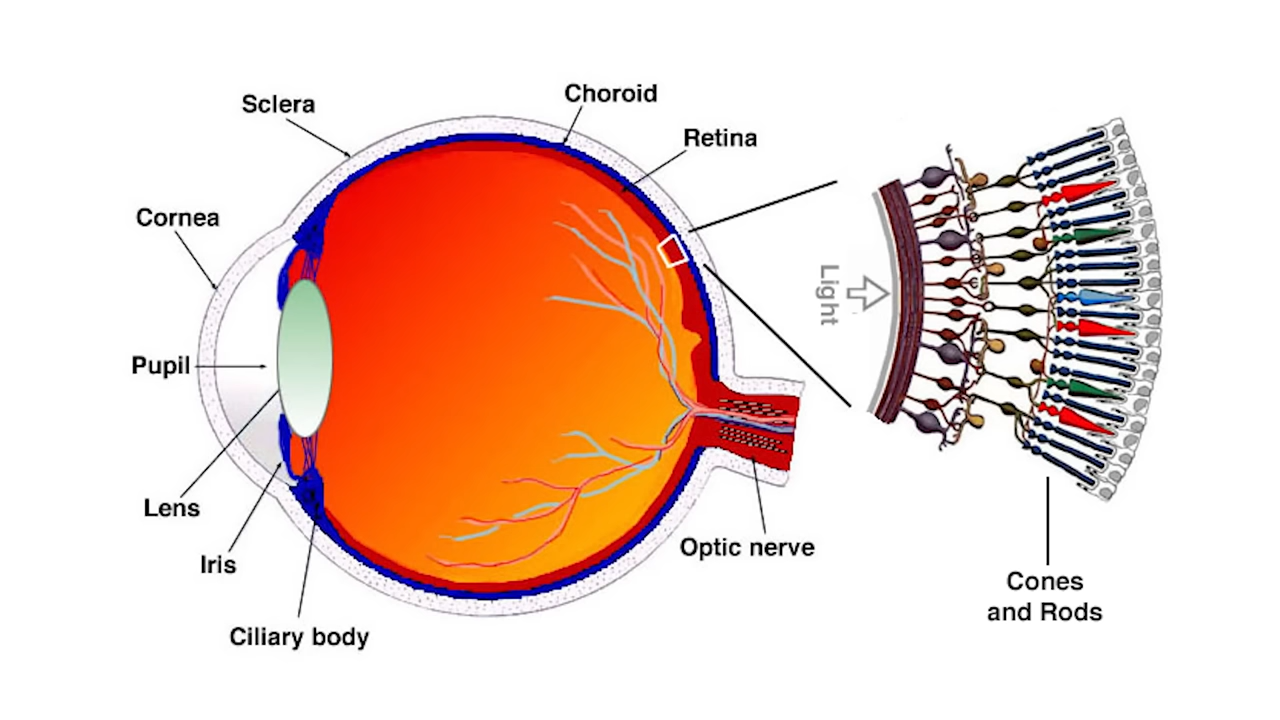 Choroid
Sclera
Retina
Cornea
Light
Pupil
Lens
Optic nerve
Iris
Cones
and Rods
Ciliary body